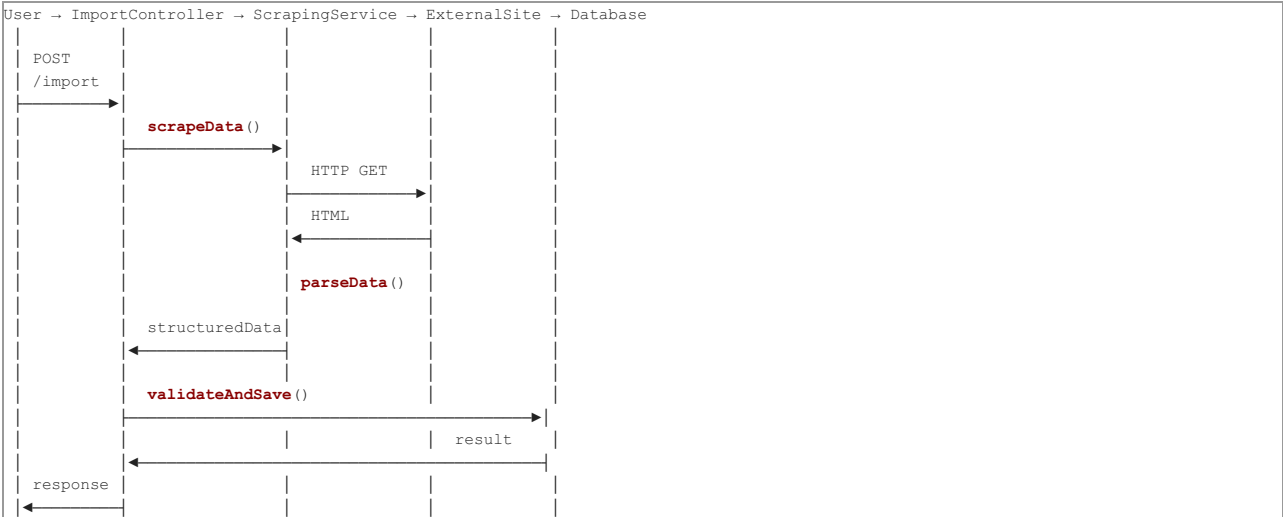 User → ImportController → ScrapingService → ExternalSite → Database
POST
/import
scrapeData()
HTTP GET
HTML
parseData()
structuredData
validateAndSave()
result
response